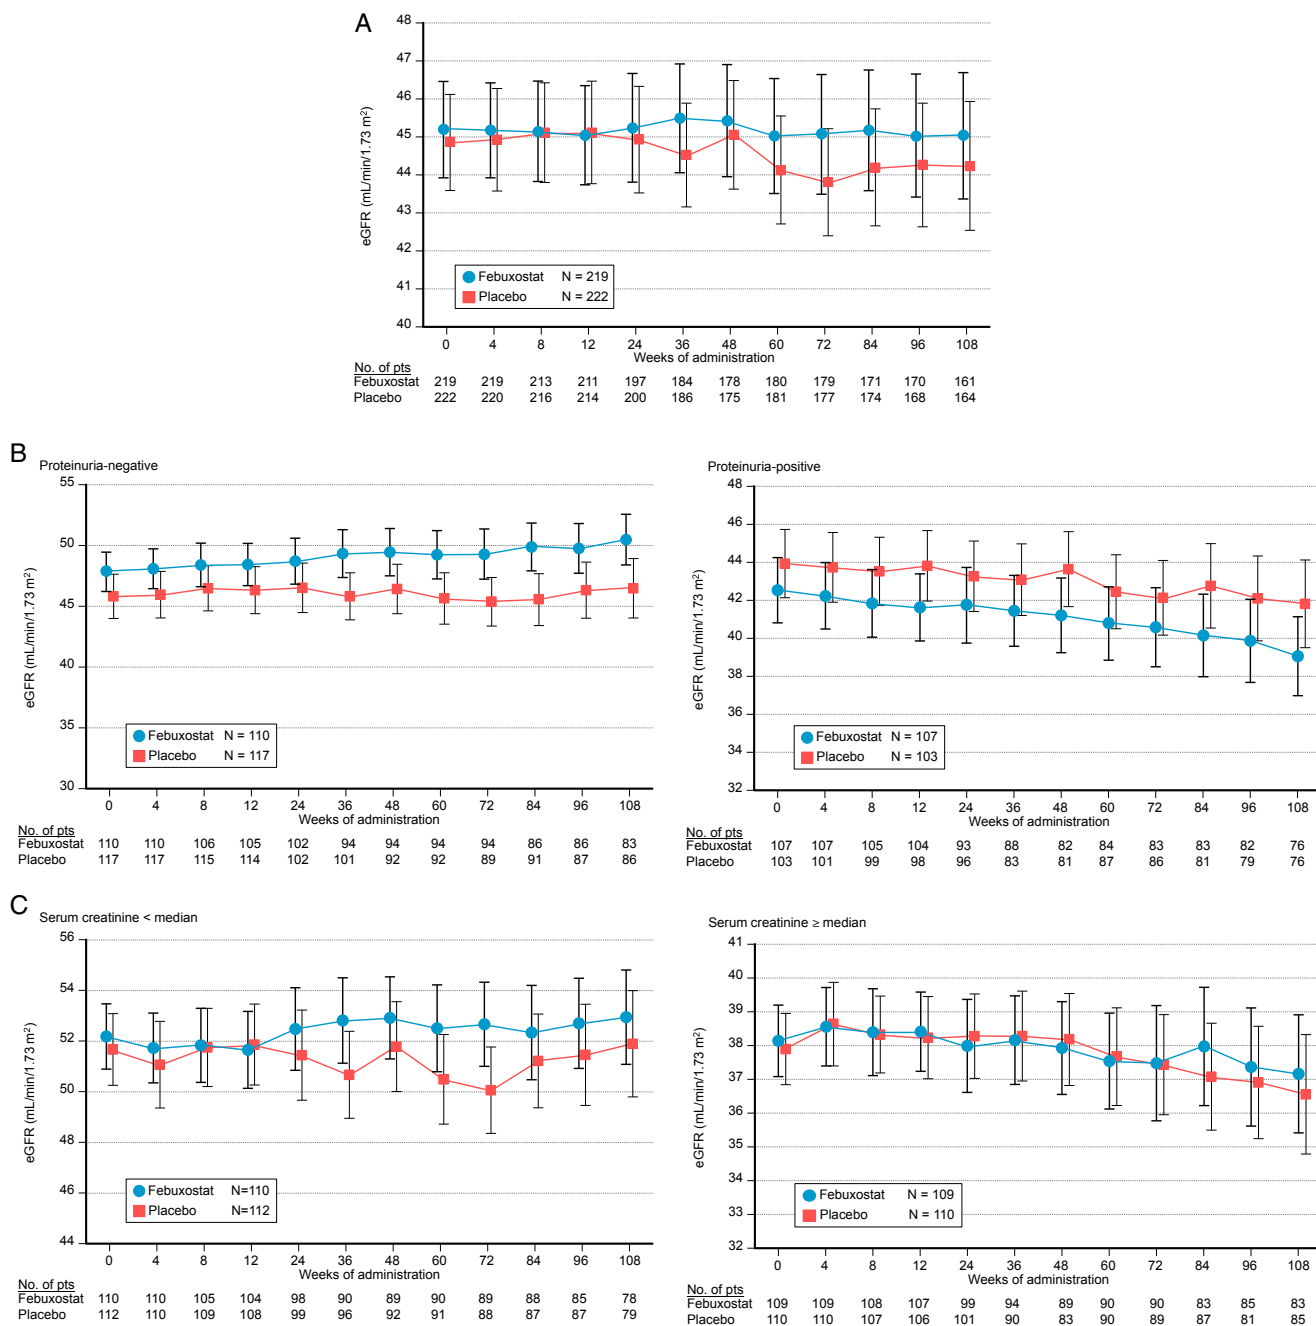 A
48
47
46
45
44
43
42
41
40
eGFR (mL/min/1.73 m²)
Febuxostat N = 219
Placebo N = 222
0 4 8 12 24 36 48 60 72 84 96 108
Weeks of administration
No. of pts
Febuxostat 219 219 213 211 197 184 178 180 179 171 170 161
Placebo 222 220 216 214 200 186 175 181 177 174 168 164
B
Proteinuria-negative
55
50
45
40
35
30
eGFR (mL/min/1.73 m²)
Febuxostat N = 110
Placebo N = 117
0 4 8 12 24 36 48 60 72 84 96 108
Weeks of administration
No. of pts
Febuxostat 110 110 106 105 102 94 94 94 94 86 86 83
Placebo 117 117 115 114 102 101 92 92 89 91 87 86
Proteinuria-positive
48
46
44
42
40
38
36
34
32
eGFR (mL/min/1.73 m²)
Febuxostat N = 107
Placebo N = 103
0 4 8 12 24 36 48 60 72 84 96 108
Weeks of administration
No. of pts
Febuxostat 107 107 105 104 93 88 82 84 83 83 82 76
Placebo 103 101 99 98 96 83 81 87 86 81 79 76
C
Serum creatinine < median
56
54
52
50
48
46
44
eGFR (mL/min/1.73 m²)
Febuxostat N=110
Placebo N=112
0 4 8 12 24 36 48 60 72 84 96 108
Weeks of administration
No. of pts
Febuxostat 110 110 105 104 98 90 89 90 89 88 85 78
Placebo 112 110 109 108 99 96 92 91 88 87 87 79
Serum creatinine ≥ median
41
40
39
38
37
36
35
34
33
32
eGFR (mL/min/1.73 m²)
Febuxostat N = 109
Placebo N = 110
0 4 8 12 24 36 48 60 72 84 96 108
Weeks of administration
No. of pts
Febuxostat 109 109 108 107 99 94 89 90 90 83 85 83
Placebo 110 110 107 106 101 90 83 90 89 87 81 85